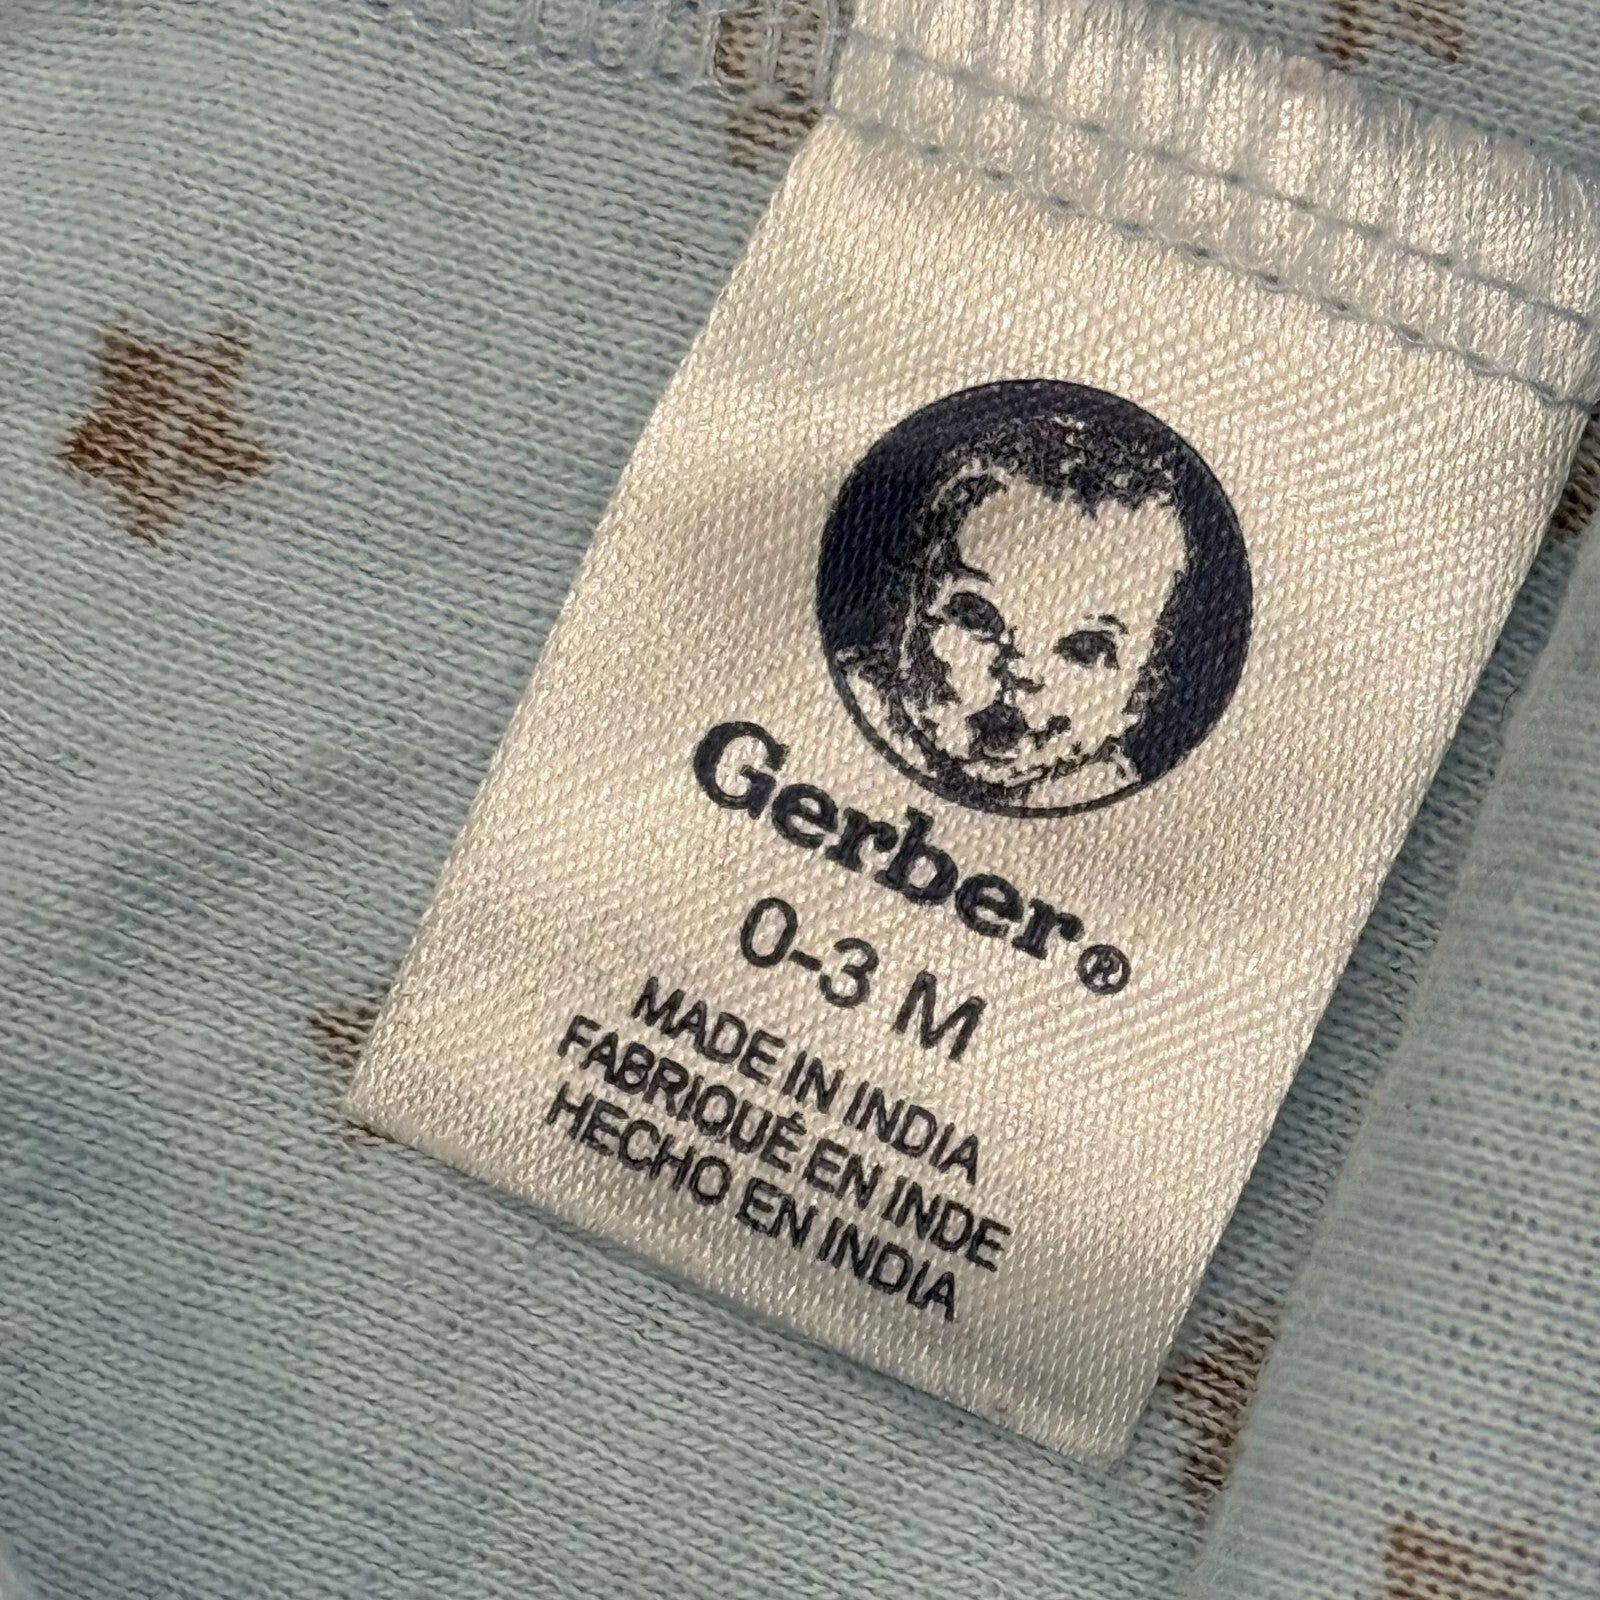 Gerber®
0-3 M
MADE IN INDIA
FABRIQUÉ EN INDE
HECHO EN INDIA